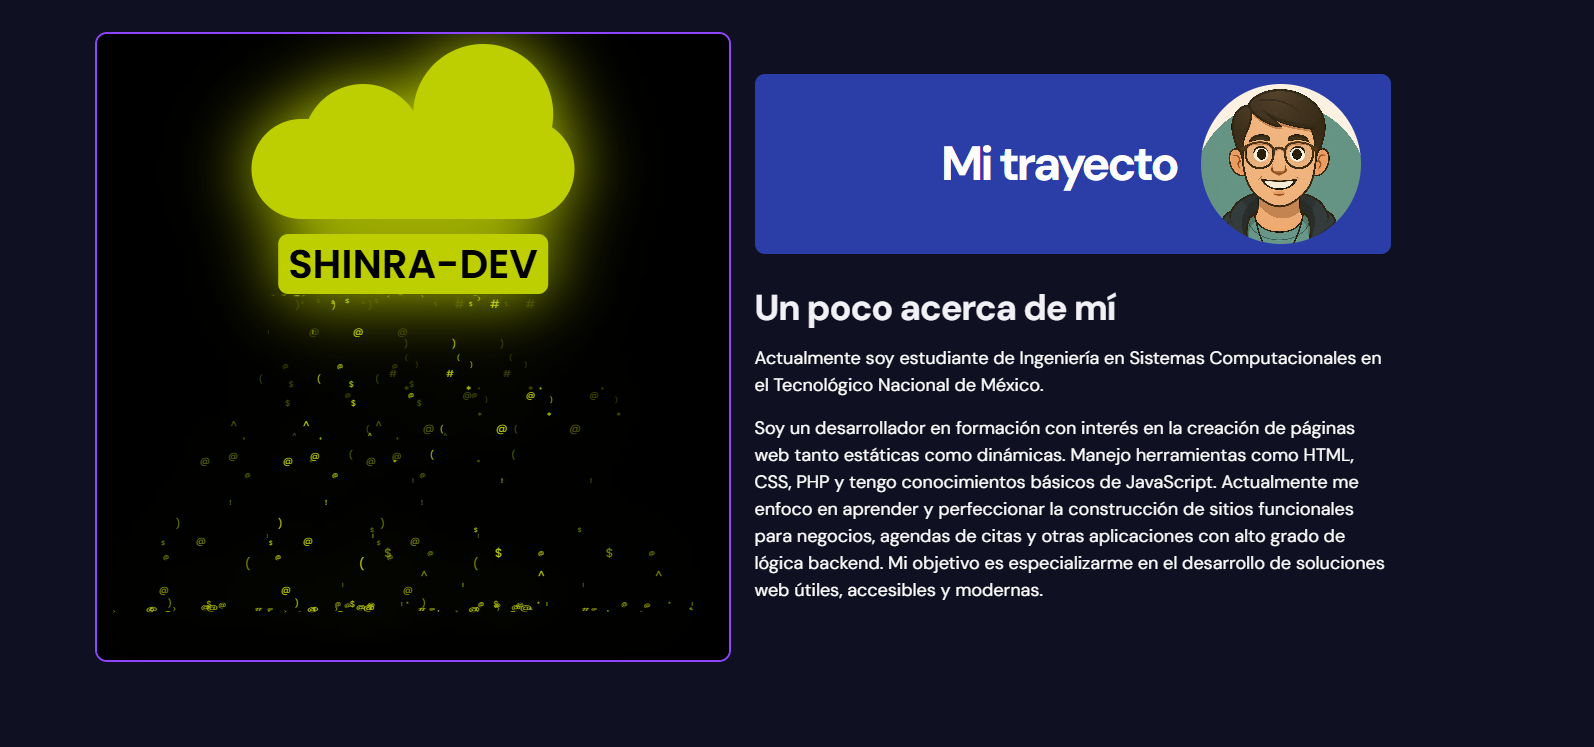 SHINRA-DEV
Mi trayecto
Un poco acerca de mí
Actualmente soy estudiante de Ingeniería en Sistemas Computacionales en
el Tecnológico Nacional de México.
Soy un desarrollador en formación con interés en la creación de páginas
web tanto estáticas como dinámicas. Manejo herramientas como HTML,
CSS, PHP y tengo conocimientos básicos de JavaScript. Actualmente me
enfoco en aprender y perfeccionar la construcción de sitios funcionales
para negocios, agendas de citas y otras aplicaciones con alto grado de
lógica backend. Mi objetivo es especializarme en el desarrollo de soluciones
web útiles, accesibles y modernas.